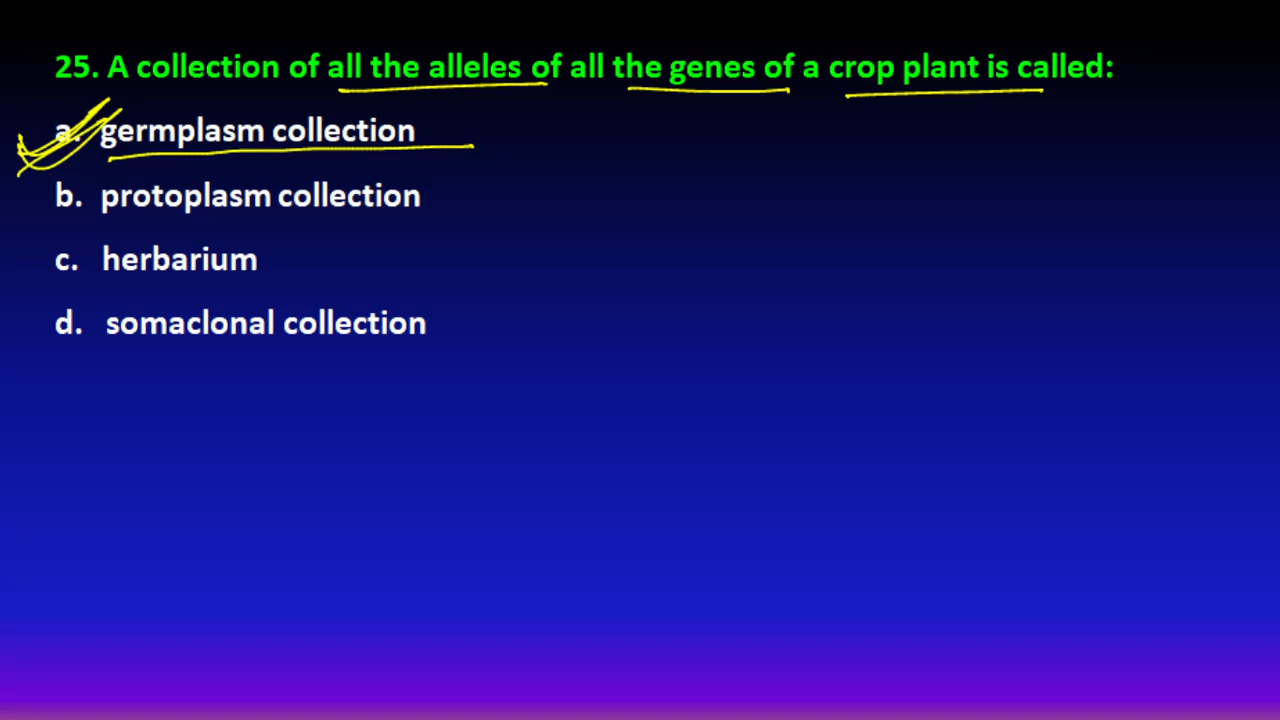 25. A collection of all the alleles of all the genes of a crop plant is called:
a. germplasm collection
b. protoplasm collection
c. herbarium
d. somaclonal collection